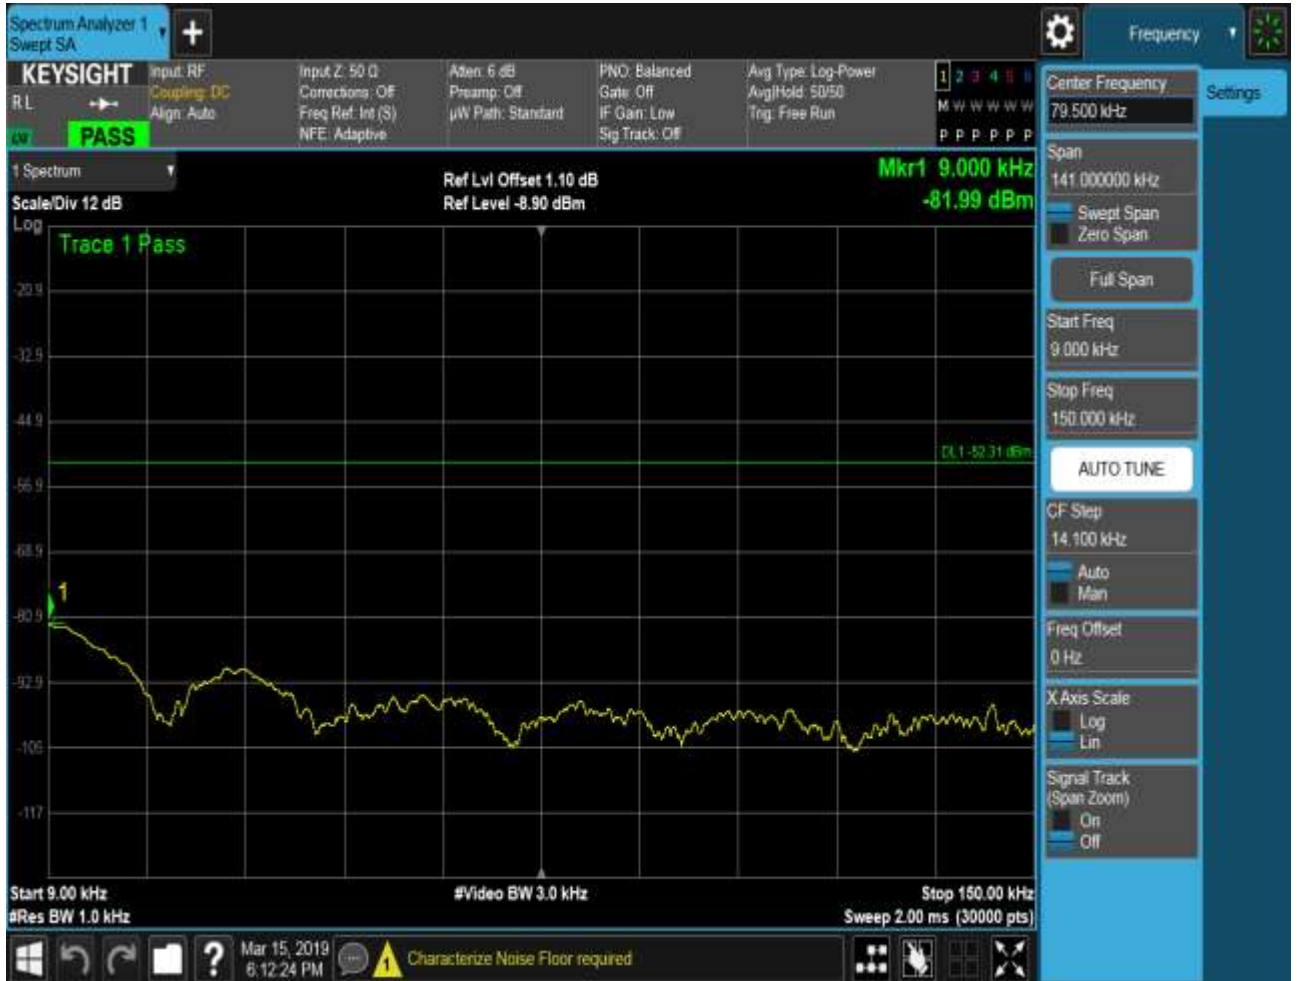 Spectrum Analyzer 1
Swept SA
Frequency
KEYSIGHT
R L
PASS
Input: RF
Coupling: DC
Align: Auto
Input Z: 50 Ω
Corrections: Off
Freq Ref: Int (S)
NFE: Adaptive
Atten: 6 dB
Preamp: Off
µW Path: Standard
PNO: Balanced
Gate: Off
IF Gain: Low
Sig Track: Off
Avg Type: Log-Power
Avg|Hold: 50/50
Trig: Free Run
1 2 3 4 5 6
M W W W W W
P P P P P P
1 Spectrum
Scale/Div 12 dB
Ref Lvl Offset 1.10 dB
Ref Level -8.90 dBm
Mkr1 9.000 kHz
-81.99 dBm
Log
Trace 1 Pass
-20.9
-32.9
-44.9
DL1 -52.31 dBm
-56.9
-68.9
1
-80.9
-92.9
-105
-117
Start 9.00 kHz
#Video BW 3.0 kHz
Stop 150.00 kHz
#Res BW 1.0 kHz
Sweep 2.00 ms (30000 pts)
Mar 15, 2019
6:12:24 PM
1
Characterize Noise Floor required
Center Frequency
79.500 kHz
Settings
Span
141.000000 kHz
Swept Span
Zero Span
Full Span
Start Freq
9.000 kHz
Stop Freq
150.000 kHz
AUTO TUNE
CF Step
14.100 kHz
Auto
Man
Freq Offset
0 Hz
X Axis Scale
Log
Lin
Signal Track
(Span Zoom)
On
Off